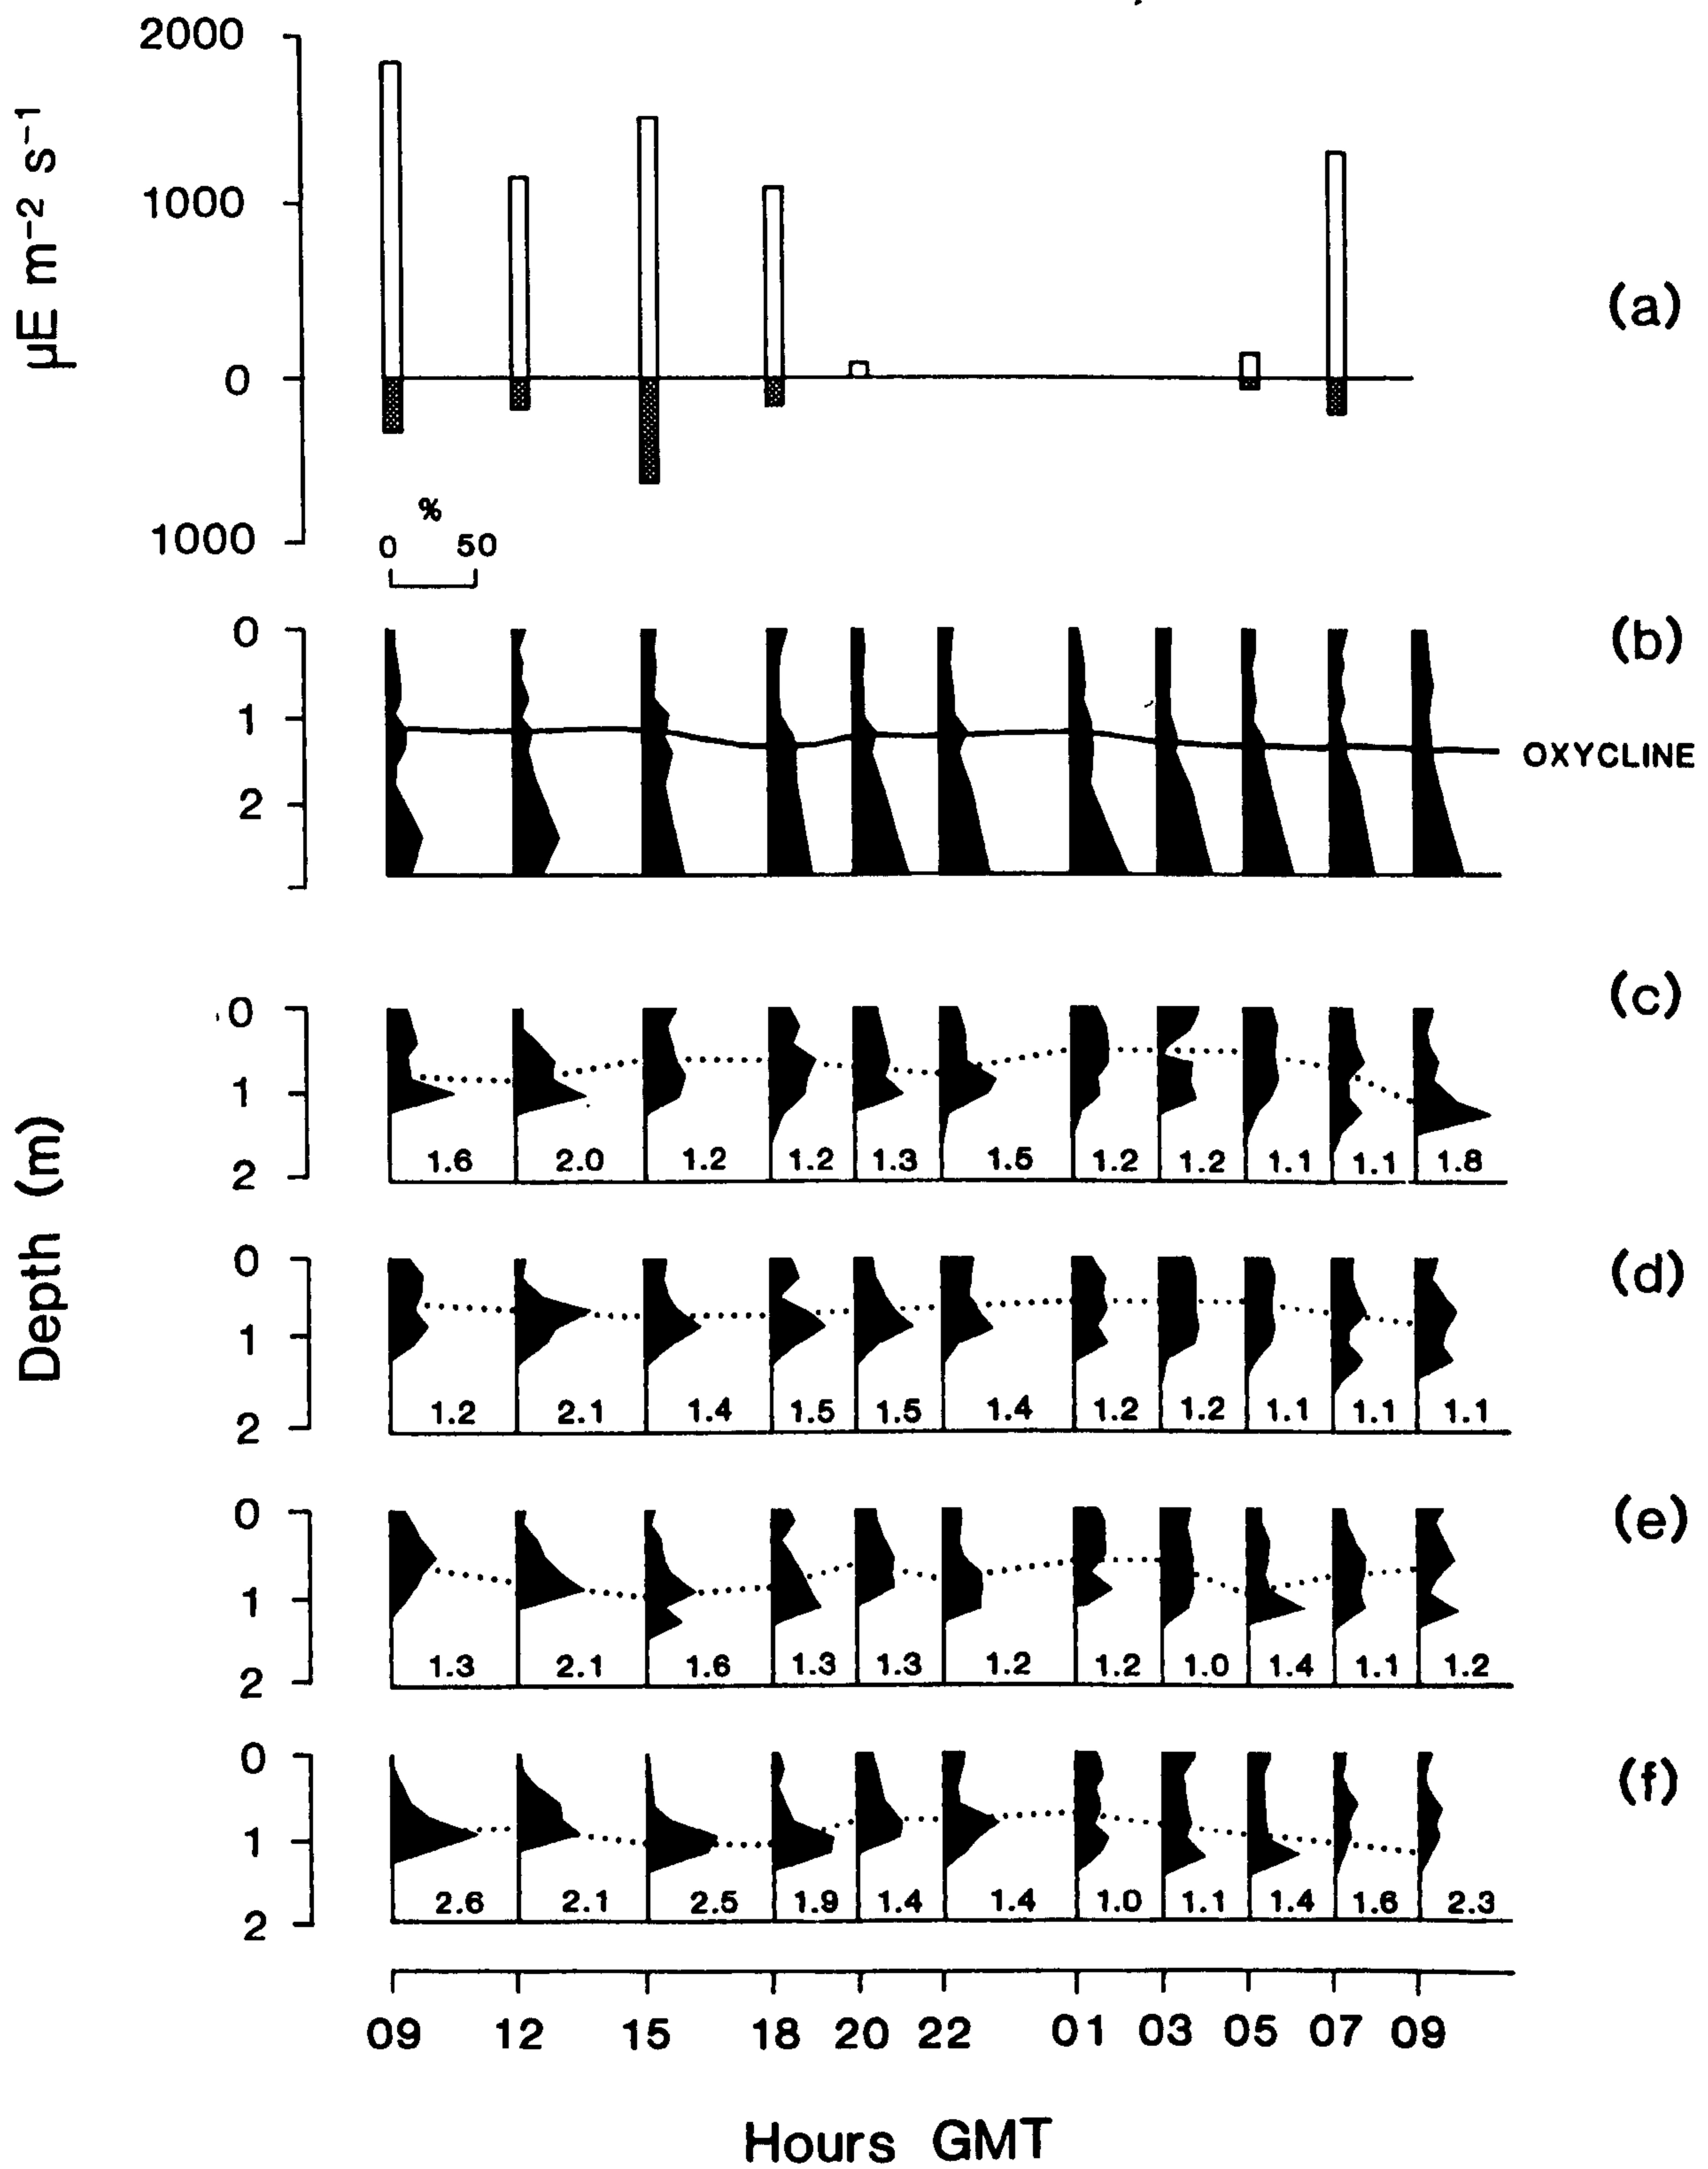 2000
1000
0
1000
µE m⁻² s⁻¹
(a)
%
0 50
(b)
0
1
2
OXYCLINE
Depth (m)
(c)
0
1
2
1.6 2.0 1.2 1.2 1.3 1.5 1.2 1.2 1.1 1.1 1.8
(d)
0
1
2
1.2 2.1 1.4 1.5 1.5 1.4 1.2 1.2 1.1 1.1 1.1
(e)
0
1
2
1.3 2.1 1.6 1.3 1.3 1.2 1.2 1.0 1.4 1.1 1.2
(f)
0
1
2
2.6 2.1 2.5 1.9 1.4 1.4 1.0 1.1 1.4 1.6 2.3
09 12 15 18 20 22 01 03 05 07 09
Hours GMT